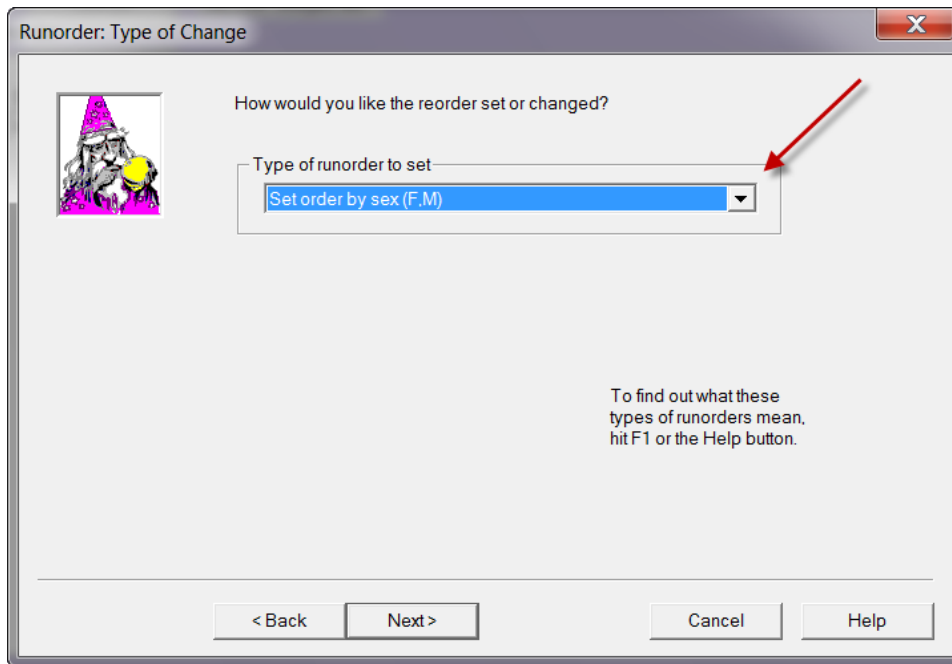 Runorder: Type of Change
How would you like the reorder set or changed?
Type of runorder to set
Set order by sex (F,M)
To find out what these
types of runorders mean,
hit F1 or the Help button.
< Back
Next >
Cancel
Help